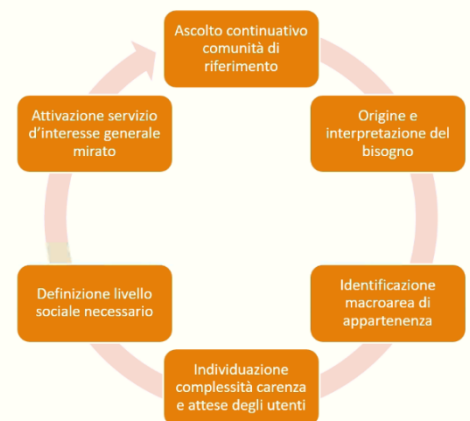 Ascolto continuativo
comunità di
riferimento
Origine e
interpretazione del
bisogno
Identificazione
macroarea di
appartenenza
Individuazione
complessità carenza
e attese degli utenti
Definizione livello
sociale necessario
Attivazione servizio
d'interesse generale
mirato